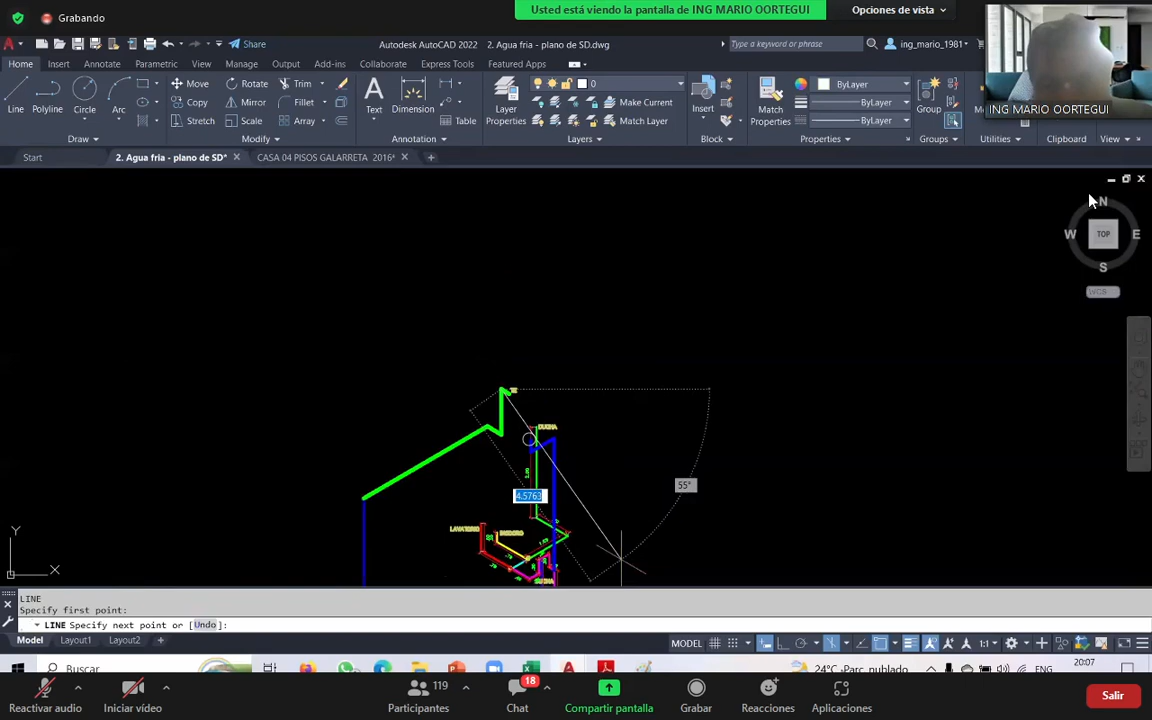 Grabando
Usted está viendo la pantalla de ING MARIO OORTEGUI
Opciones de vista
Share
Autodesk AutoCAD 2022
2. Agua fria - plano de SD.dwg
Type a keyword or phrase
ing_mario_1981
Home
Insert
Annotate
Parametric
View
Manage
Output
Add-ins
Collaborate
Express Tools
Featured Apps
Line
Polyline
Circle
Arc
Move
Rotate
Trim
Copy
Mirror
Fillet
Stretch
Scale
Array
Text
Dimension
Table
Layer
Properties
0
Make Current
Match Layer
Insert
Match
Properties
ByLayer
ByLayer
ByLayer
Group
ING MARIO OORTEGUI
Draw
Modify
Annotation
Layers
Block
Properties
Groups
Utilities
Clipboard
View
Start
2. Agua fria - plano de SD*
CASA 04 PISOS GALARRETA 2016*
N
W
TOP
E
S
WCS
DUCHA
55°
4.5763
LAVATORIO
INODORO
Y
X
LINE
Specify first point:
LINE Specify next point or [Undo]:
Model
Layout1
Layout2
MODEL
1:1
Buscar
24°C
Parc. nublado
ENG
20:07
Reactivar audio
Iniciar vídeo
119
Participantes
18
Chat
Compartir pantalla
Grabar
Reacciones
Aplicaciones
Salir